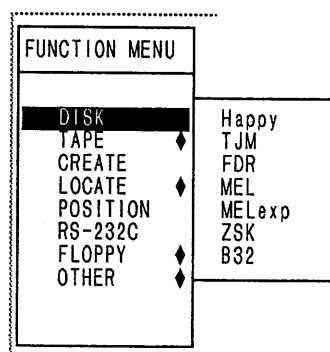 FUNCTION MENU
DISK
TAPE ♦
CREATE
LOCATE ♦
POSITION
RS-232C
FLOPPY ♦
OTHER ♦
Happy
TJM
FDR
MEL
MELexp
ZSK
B32